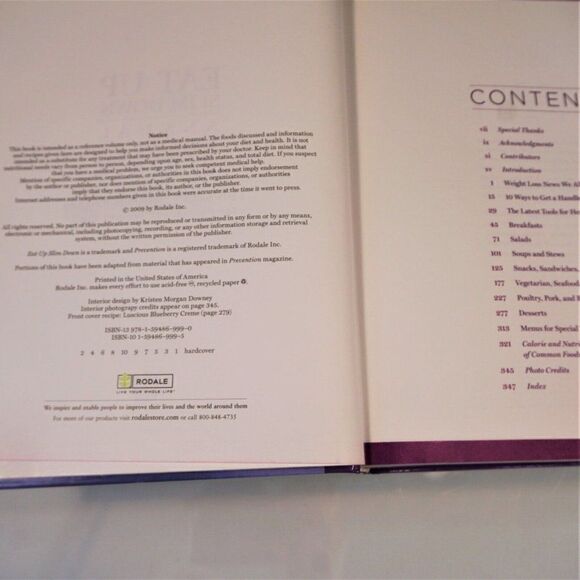 Notice
This book is intended as a reference volume only, not as a medical manual. The foods discussed and information
and recipes given here are designed to help you make informed decisions about your diet and health. It is not
intended as a substitute for any treatment that may have been prescribed by your doctor. Keep in mind that
nutritional needs vary from person to person, depending upon age, sex, health status, and total diet. If you suspect
that you have a medical problem, we urge you to seek competent medical help.
Mention of specific companies, organizations, or authorities in this book does not imply endorsement
by the author or publisher, nor does mention of specific companies, organizations, or authorities
imply that they endorse this book, its author, or the publisher.
Internet addresses and telephone numbers given in this book were accurate at the time it went to press.
© 2009 by Rodale Inc.
All rights reserved. No part of this publication may be reproduced or transmitted in any form or by any means,
electronic or mechanical, including photocopying, recording, or any other information storage and retrieval
system, without the written permission of the publisher.
Eat Up Slim Down is a trademark and Prevention is a registered trademark of Rodale Inc.
Portions of this book have been adapted from material that has appeared in Prevention magazine.
Printed in the United States of America
Rodale Inc. makes every effort to use acid-free ♾, recycled paper ♻.
Interior design by Kristen Morgan Downey
Interior photograpy credits appear on page 345.
Front cover recipe: Luscious Blueberry Creme (page 279)
ISBN-13 978-1-59486-999-0
ISBN-10 1-59486-999-5
2 4 6 8 10 9 7 5 3 1 hardcover
RODALE
LIVE YOUR WHOLE LIFE
We inspire and enable people to improve their lives and the world around them
For more of our products visit rodalestore.com or call 800-848-4735
CONTEN
vii Special Thanks
ix Acknowledgments
xi Contributors
xv Introduction
1 Weight Loss News: We Al
15 10 Ways to Get a Handle
29 The Latest Tools for He
45 Breakfasts
71 Salads
101 Soups and Stews
125 Snacks, Sandwiches,
177 Vegetarian, Seafood,
227 Poultry, Pork, and B
277 Desserts
313 Menus for Special
321 Calorie and Nutri
of Common Foods
345 Photo Credits
347 Index